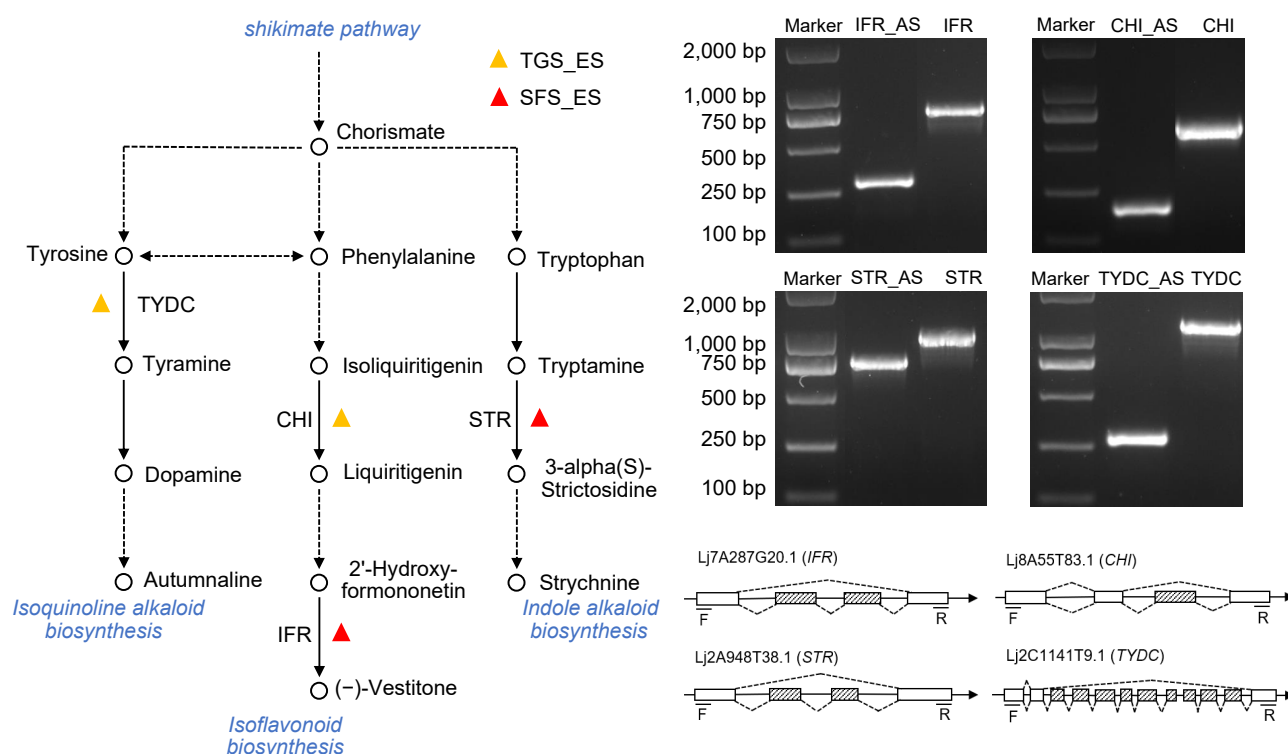 shikimate pathway
TGS_ES
SFS_ES
Chorismate
Tyrosine
Phenylalanine
Tryptophan
TYDC
Tyramine
Isoliquiritigenin
Tryptamine
CHI
STR
Dopamine
Liquiritigenin
3-alpha(S)-
Strictosidine
Autumnaline
2'-Hydroxy-
formononetin
Strychnine
Isoquinoline alkaloid
biosynthesis
Indole alkaloid
biosynthesis
IFR
(−)-Vestitone
Isoflavonoid
biosynthesis
Marker IFR_AS IFR
2,000 bp
1,000 bp
750 bp
500 bp
250 bp
100 bp
Marker CHI_AS CHI
Marker STR_AS STR
2,000 bp
1,000 bp
750 bp
500 bp
250 bp
100 bp
Marker TYDC_AS TYDC
Lj7A287G20.1 (IFR)
F R
Lj8A55T83.1 (CHI)
F R
Lj2A948T38.1 (STR)
F R
Lj2C1141T9.1 (TYDC)
F R